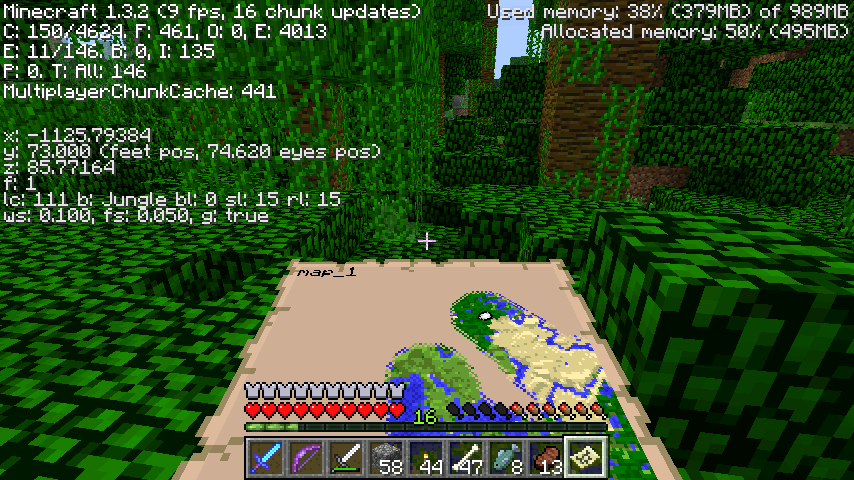 Minecraft 1.3.2 (9 fps, 16 chunk updates)
C: 150/4624, F: 461, O: 0, E: 4013
E: 11/146, B: 0, I: 135
P: 0, T: All: 146
MultiplayerChunkCache: 441
x: -1125.79384
y: 73.000 (feet pos, 74.620 eyes pos)
z: 85.77164
f: 1
lc: 111 b: Jungle bl: 0 sl: 15 rl: 15
ws: 0.100, fs: 0.050, g: true
Used memory: 38% (379MB) of 989MB
Allocated memory: 50% (495MB)
map_1
16
58 44 47 8 13